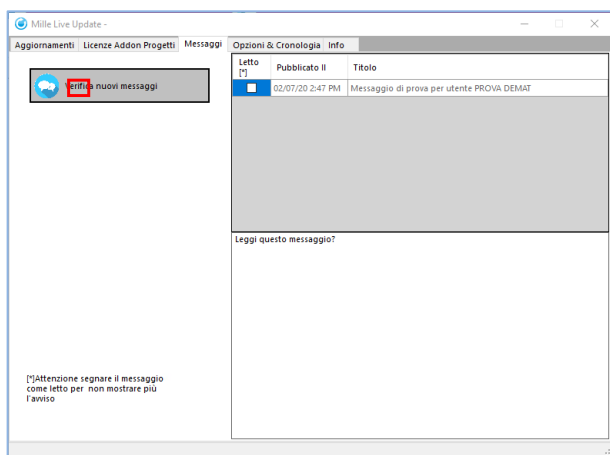 Mille Live Update -
Aggiornamenti Licenze Addon Progetti Messaggi Opzioni & Cronologia Info
Verifica nuovi messaggi
Letto [*] Pubblicato Il Titolo
02/07/20 2:47 PM Messaggio di prova per utente PROVA DEMAT
Leggi questo messaggio?
[*]Attenzione segnare il messaggio
come letto per non mostrare più
l'avviso